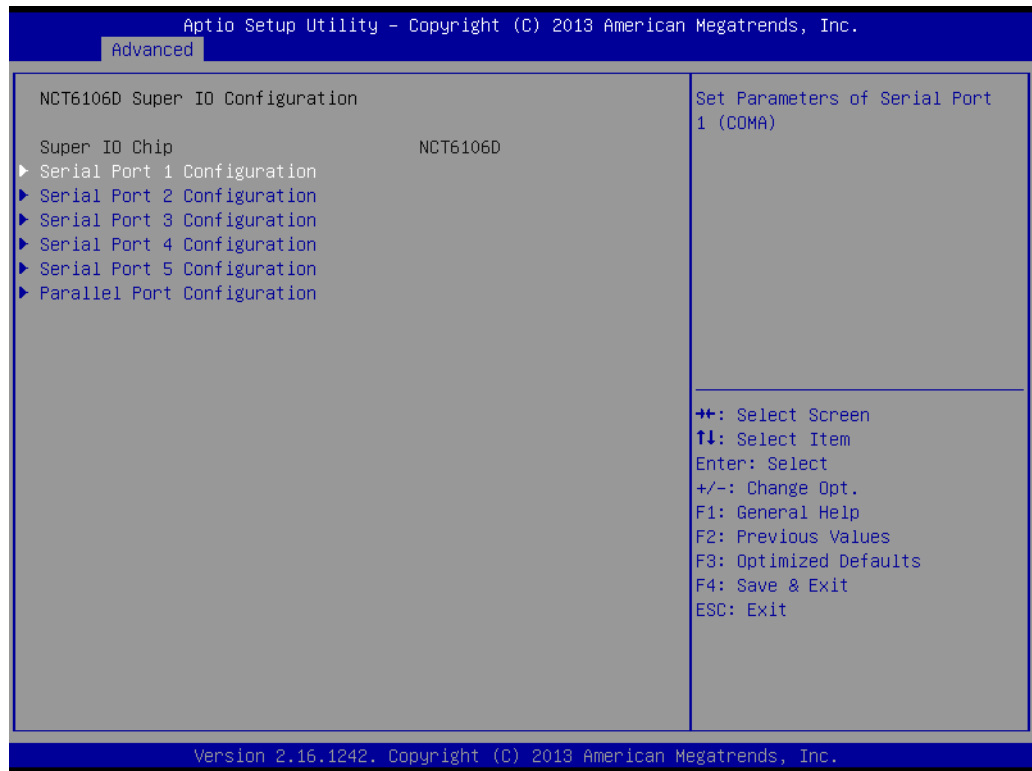 Aptio Setup Utility – Copyright (C) 2013 American Megatrends, Inc.
Advanced
NCT6106D Super IO Configuration
Super IO Chip NCT6106D
▶ Serial Port 1 Configuration
▶ Serial Port 2 Configuration
▶ Serial Port 3 Configuration
▶ Serial Port 4 Configuration
▶ Serial Port 5 Configuration
▶ Parallel Port Configuration
Set Parameters of Serial Port
1 (COMA)
→←: Select Screen
↑↓: Select Item
Enter: Select
+/-: Change Opt.
F1: General Help
F2: Previous Values
F3: Optimized Defaults
F4: Save & Exit
ESC: Exit
Version 2.16.1242. Copyright (C) 2013 American Megatrends, Inc.